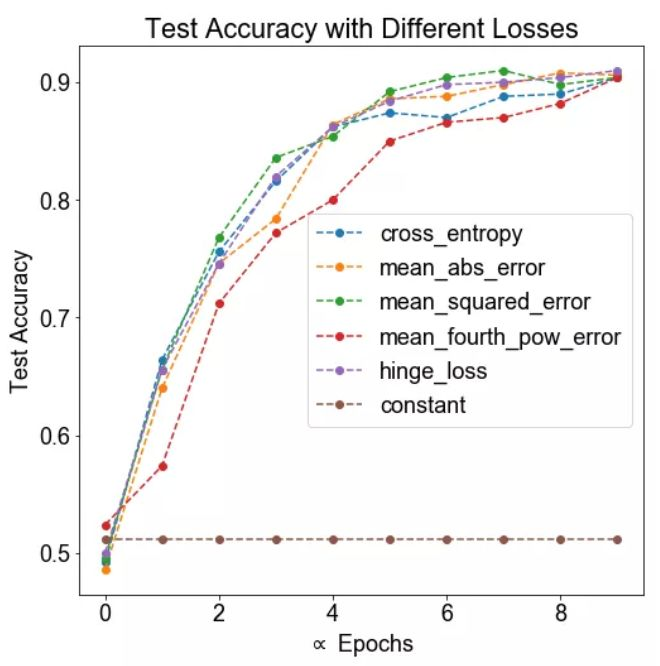 Test Accuracy with Different Losses
0.9
0.8
0.7
0.6
0.5
Test Accuracy
cross_entropy
mean_abs_error
mean_squared_error
mean_fourth_pow_error
hinge_loss
constant
0 2 4 6 8
∝ Epochs